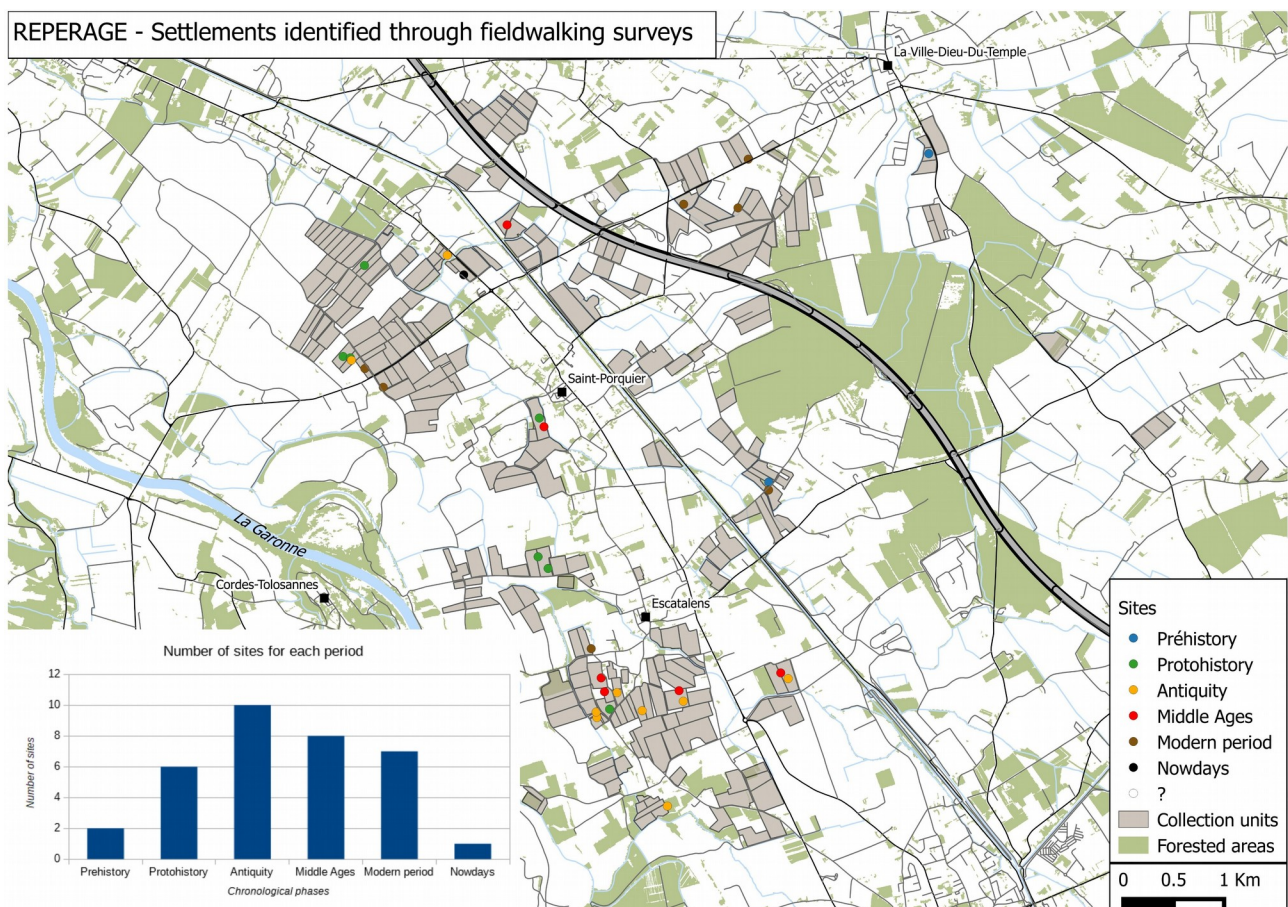 REPERAGE - Settlements identified through fieldwalking surveys
La Ville-Dieu-Du-Temple
Saint-Porquier
La Garonne
Cordes-Tolosannes
Escatalens
Number of sites for each period
12
10
8
6
4
2
0
Number of sites
Prehistory Protohistory Antiquity Middle Ages Modern period Nowdays
Chronological phases
Sites
Préhistory
Protohistory
Antiquity
Middle Ages
Modern period
Nowdays
?
Collection units
Forested areas
0 0.5 1 Km